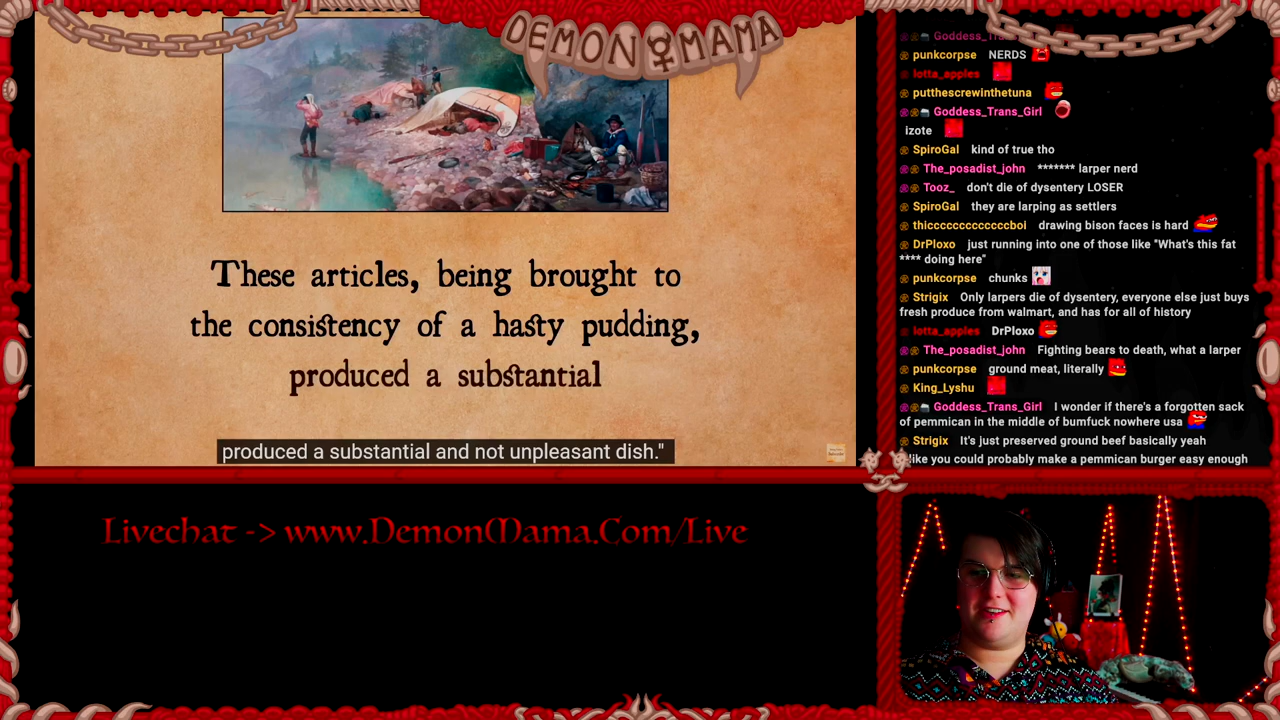 DEMON MAMA
These articles, being brought to
the consistency of a hasty pudding,
produced a substantial
produced a substantial and not unpleasant dish."
Livechat -> www.DemonMama.Com/Live
punkcorpse NERDS
lotta_apples
putthescrewinthetuna
Goddess_Trans_Girl
izote
SpiroGal kind of true tho
The_posadist_john ******* larper nerd
Tooz_ don't die of dysentery LOSER
SpiroGal they are larping as settlers
thicccccccccccccboi drawing bison faces is hard
DrPloxo just running into one of those like "What's this fat
**** doing here"
punkcorpse chunks
Strigix Only larpers die of dysentery, everyone else just buys
fresh produce from walmart, and has for all of history
lotta_apples DrPloxo
The_posadist_john Fighting bears to death, what a larper
punkcorpse ground meat, literally
King_Lyshu
Goddess_Trans_Girl I wonder if there's a forgotten sack
of pemmican in the middle of bumfuck nowhere usa
Strigix It's just preserved ground beef basically yeah
like you could probably make a pemmican burger easy enough